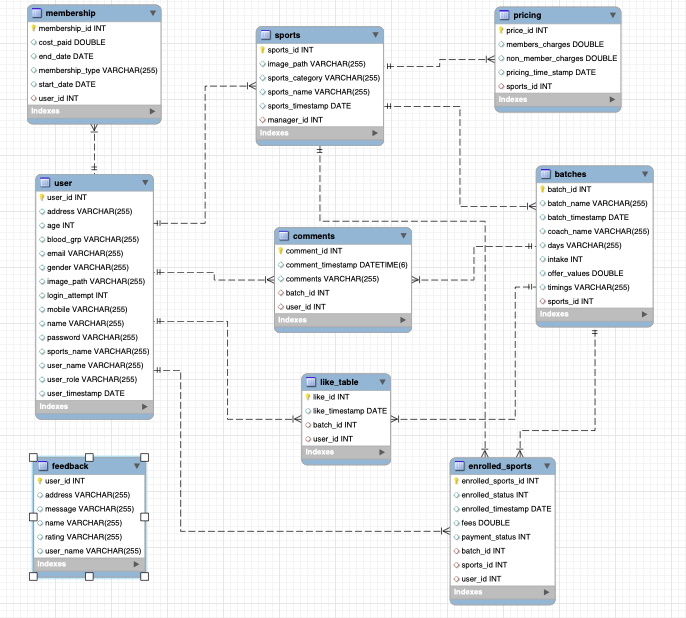 membership
membership_id INT
cost_paid DOUBLE
end_date DATE
membership_type VARCHAR(255)
start_date DATE
user_id INT
Indexes
sports
sports_id INT
image_path VARCHAR(255)
sports_category VARCHAR(255)
sports_name VARCHAR(255)
sports_timestamp DATE
manager_id INT
Indexes
pricing
price_id INT
members_charges DOUBLE
non_member_charges DOUBLE
pricing_time_stamp DATE
sports_id INT
Indexes
user
user_id INT
address VARCHAR(255)
age INT
blood_grp VARCHAR(255)
email VARCHAR(255)
gender VARCHAR(255)
image_path VARCHAR(255)
login_attempt INT
mobile VARCHAR(255)
name VARCHAR(255)
password VARCHAR(255)
sports_name VARCHAR(255)
user_name VARCHAR(255)
user_role VARCHAR(255)
user_timestamp DATE
Indexes
comments
comment_id INT
comment_timestamp DATETIME(6)
comments VARCHAR(255)
batch_id INT
user_id INT
Indexes
batches
batch_id INT
batch_name VARCHAR(255)
batch_timestamp DATE
coach_name VARCHAR(255)
days VARCHAR(255)
intake INT
offer_values DOUBLE
timings VARCHAR(255)
sports_id INT
Indexes
like_table
like_id INT
like_timestamp DATE
batch_id INT
user_id INT
Indexes
feedback
user_id INT
address VARCHAR(255)
message VARCHAR(255)
name VARCHAR(255)
rating VARCHAR(255)
user_name VARCHAR(255)
Indexes
enrolled_sports
enrolled_sports_id INT
enrolled_status INT
enrolled_timestamp DATE
fees DOUBLE
payment_status INT
batch_id INT
sports_id INT
user_id INT
Indexes